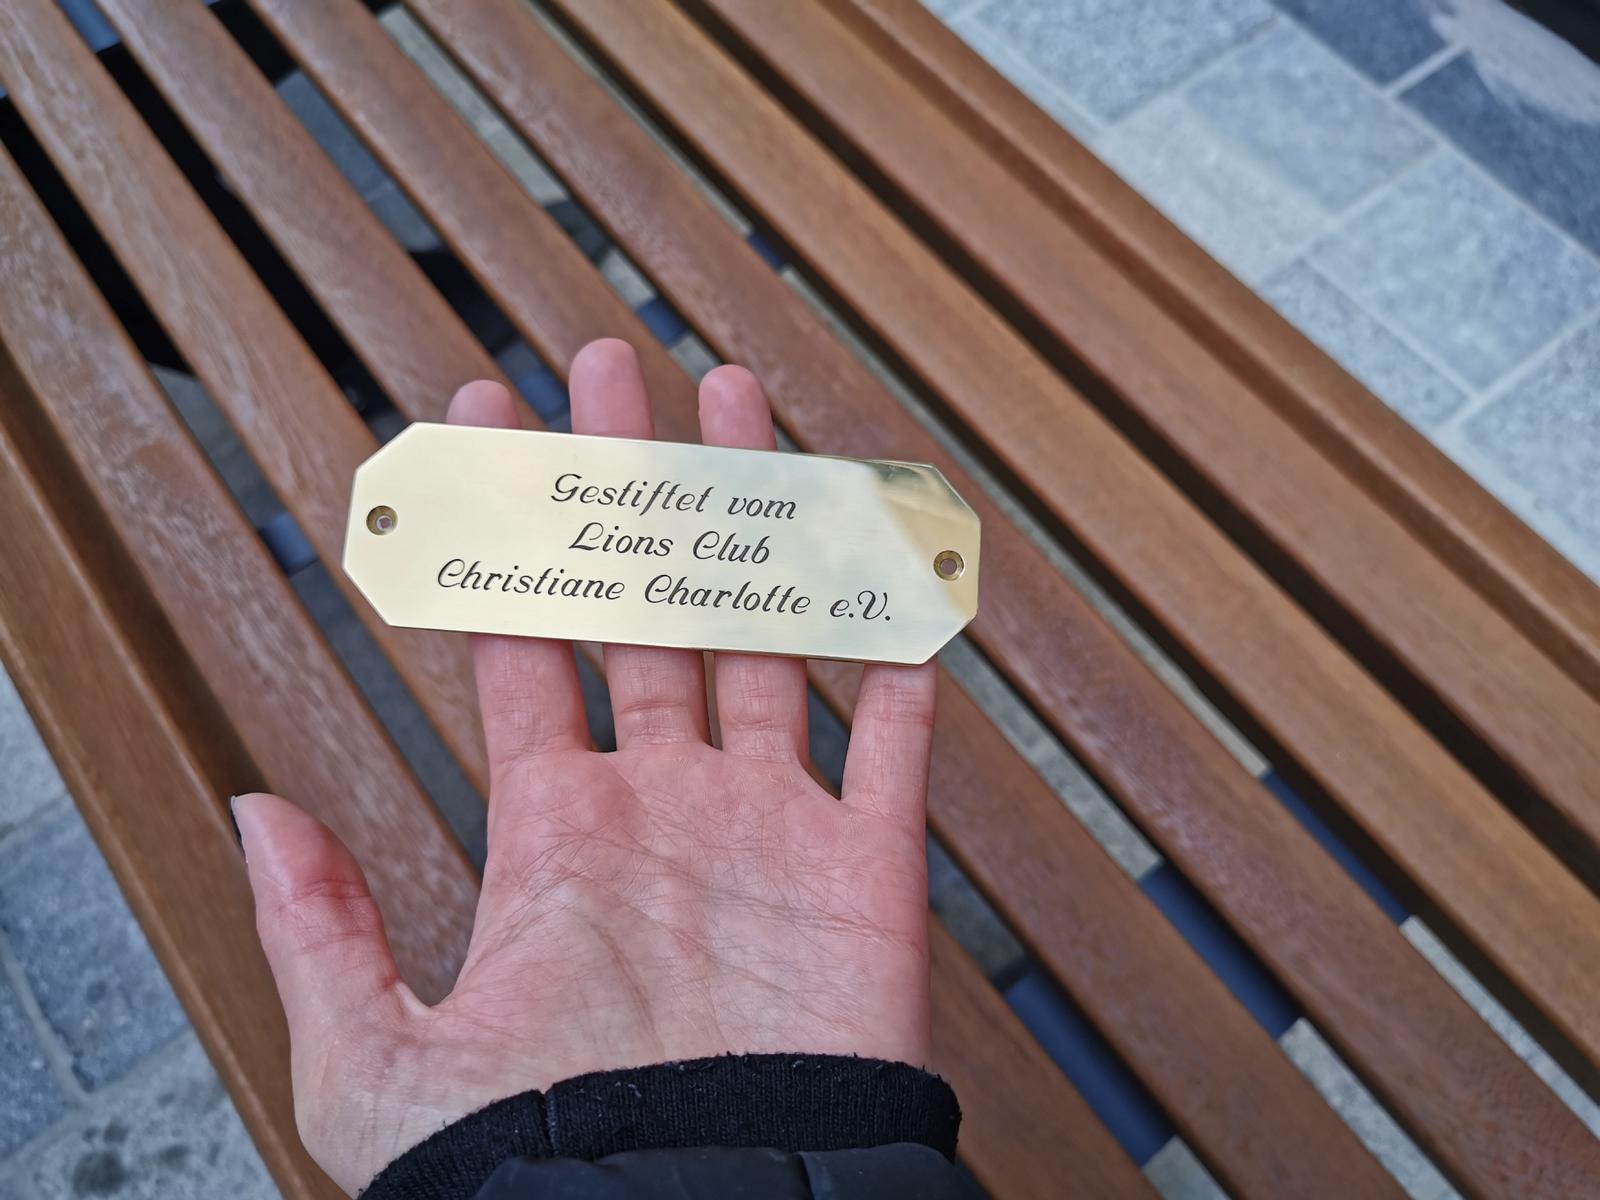 Gestiftet vom
Lions Club
Christiane Charlotte e.V.